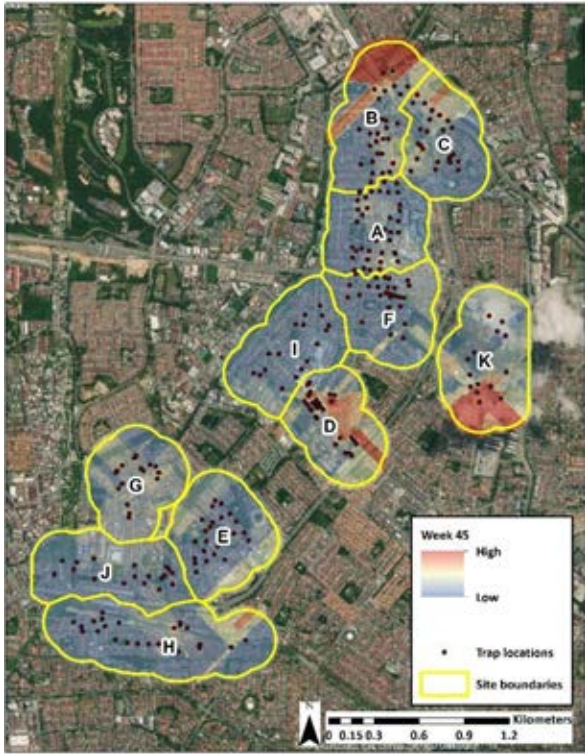 B
C
A
F
I
K
D
G
E
J
H
Week 45
High
Low
Trap locations
Site boundaries
N
Kilometers
0 0.15 0.3 0.6 0.9 1.2